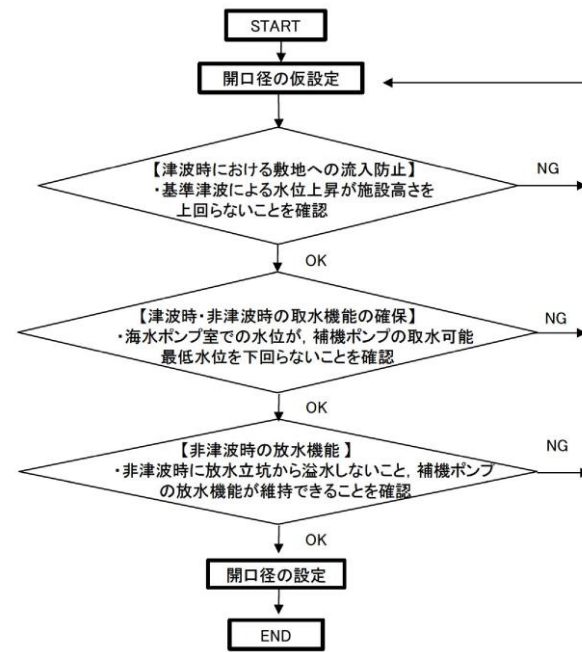 START
開口径の仮設定
【津波時における敷地への流入防止】
・基準津波による水位上昇が施設高さを
上回らないことを確認
NG
OK
【津波時・非津波時の取水機能の確保】
・海水ポンプ室での水位が，補機ポンプの取水可能
最低水位を下回らないことを確認
NG
OK
【非津波時の放水機能】
・非津波時に放水立坑から溢水しないこと，補機ポンプ
の放水機能が維持できることを確認
NG
OK
開口径の設定
END